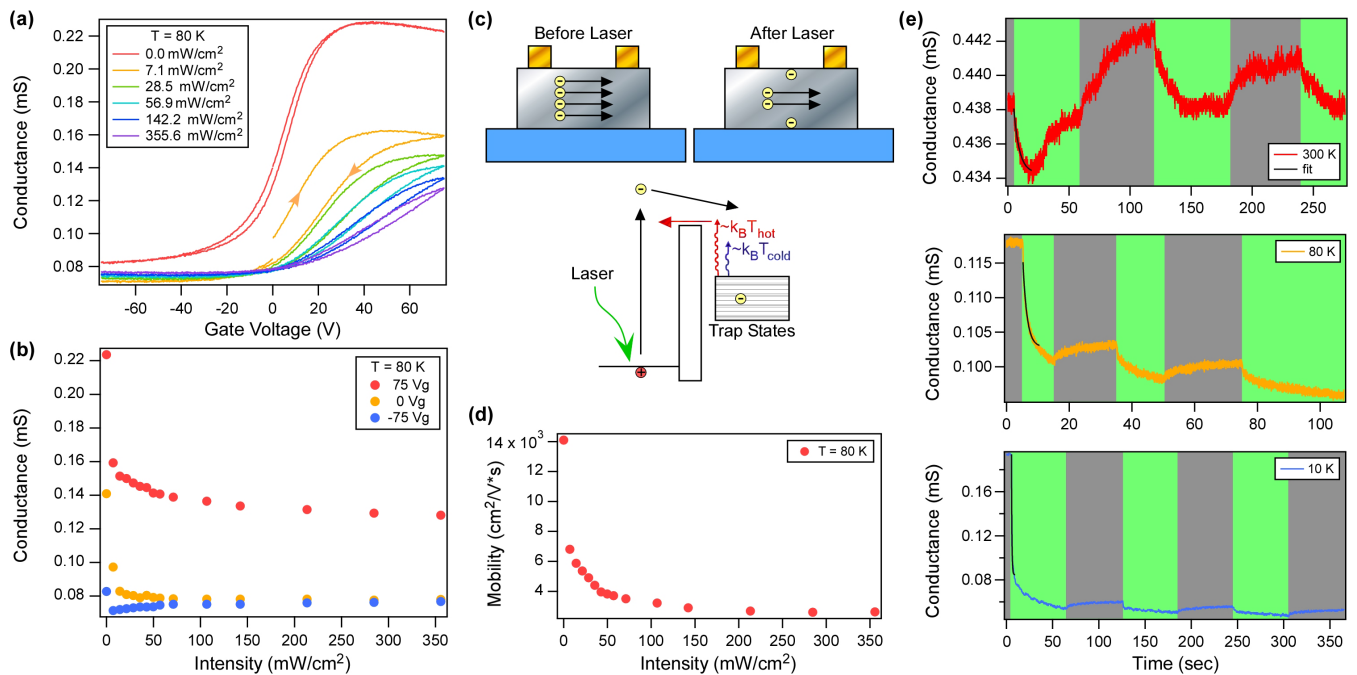 (a)
T = 80 K
0.0 mW/cm²
7.1 mW/cm²
28.5 mW/cm²
56.9 mW/cm²
142.2 mW/cm²
355.6 mW/cm²
0.22
0.20
0.18
0.16
0.14
0.12
0.10
0.08
Conductance (mS)
-60
-40
-20
0
20
40
60
Gate Voltage (V)
(b)
T = 80 K
75 Vg
0 Vg
-75 Vg
0.22
0.20
0.18
0.16
0.14
0.12
0.10
0.08
Conductance (mS)
0
50
100
150
200
250
300
350
Intensity (mW/cm²)
(c)
Before Laser
After Laser
~k_BT_hot
~k_BT_cold
Laser
Trap States
(d)
T = 80 K
14 x 10³
12
10
8
6
4
Mobility (cm²/V*s)
0
50
100
150
200
250
300
350
Intensity (mW/cm²)
(e)
300 K
fit
0.442
0.440
0.438
0.436
0.434
Conductance (mS)
0
50
100
150
200
250
80 K
0.115
0.110
0.105
0.100
Conductance (mS)
0
20
40
60
80
100
10 K
0.16
0.12
0.08
Conductance (mS)
0
50
100
150
200
250
300
350
Time (sec)